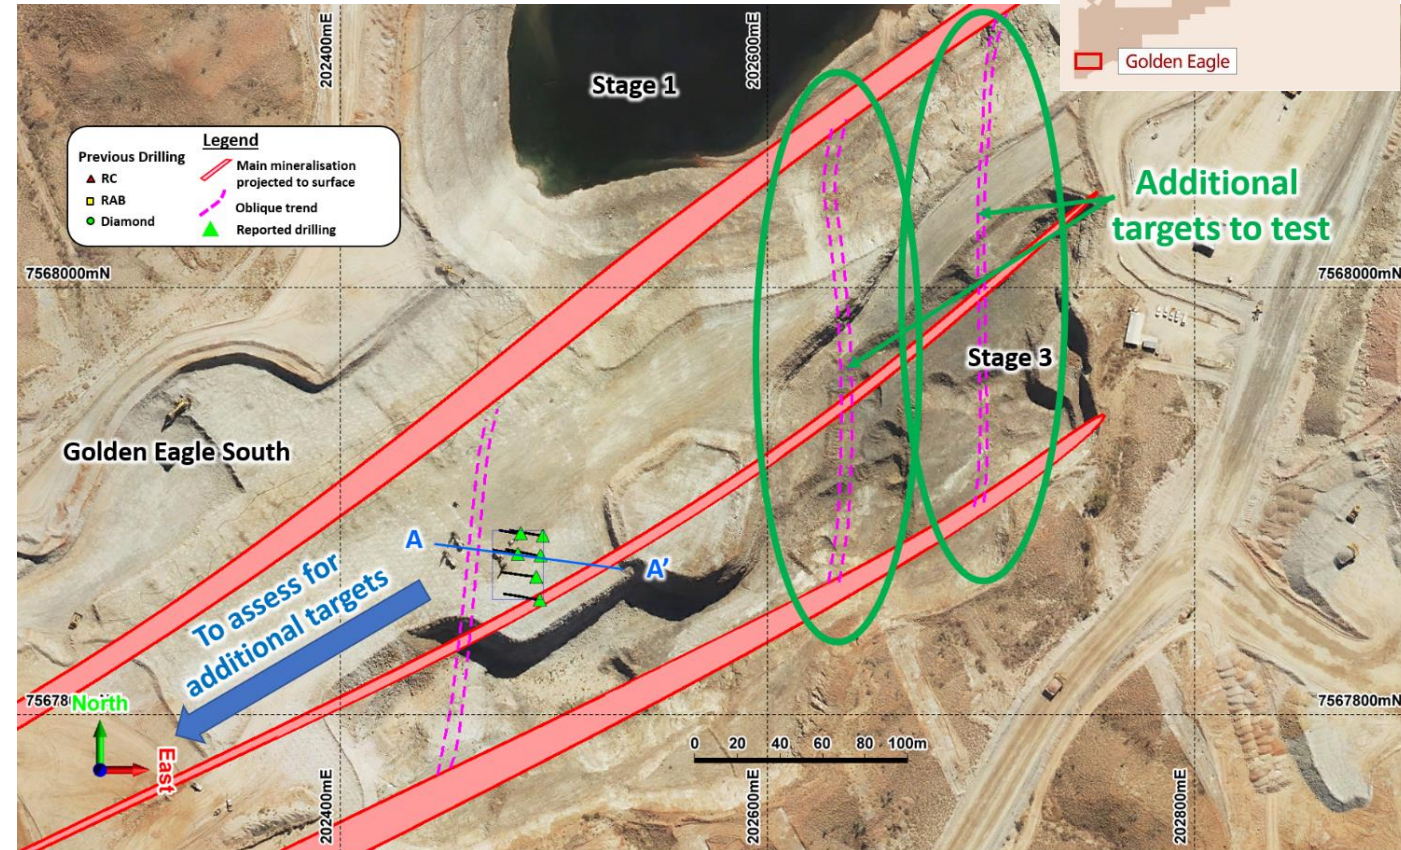 202400mE
Stage 1
202600mE
Golden Eagle
Legend
Previous Drilling
RC
RAB
Diamond
Main mineralisation
projected to surface
Oblique trend
Reported drilling
Additional
targets to test
7568000mN
7568000mN
Stage 3
Golden Eagle South
A
A'
To assess for
additional targets
75678
North
7567800mN
East
0 20 40 60 80 100m
202400mE
202600mE
202800mE